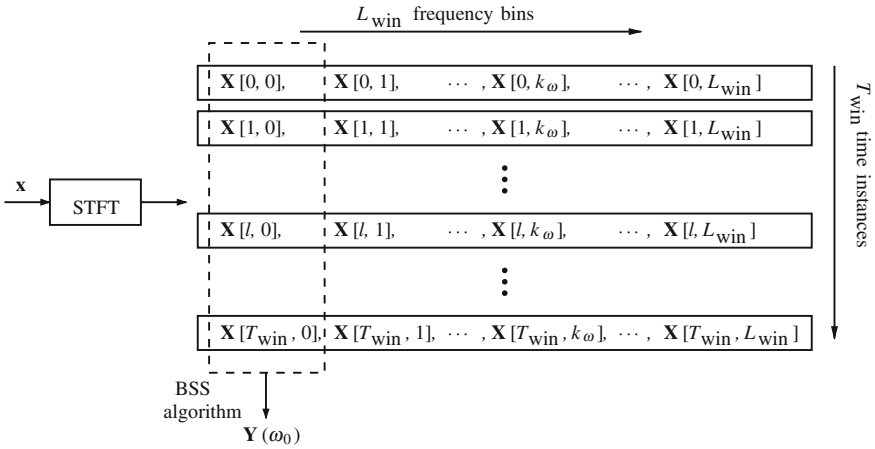 L_win frequency bins
X [0, 0], X [0, 1], ⋯ , X [0, k_ω], ⋯ , X [0, L_win ]
X [1, 0], X [1, 1], ⋯ , X [1, k_ω], ⋯ , X [1, L_win ]
⋮
x
STFT
X [l, 0], X [l, 1], ⋯ , X [l, k_ω], ⋯ , X [l, L_win ]
⋮
X [T_win , 0], X [T_win , 1], ⋯ , X [T_win , k_ω], ⋯ , X [T_win , L_win ]
T_win time instances
BSS
algorithm
Y (ω_0)